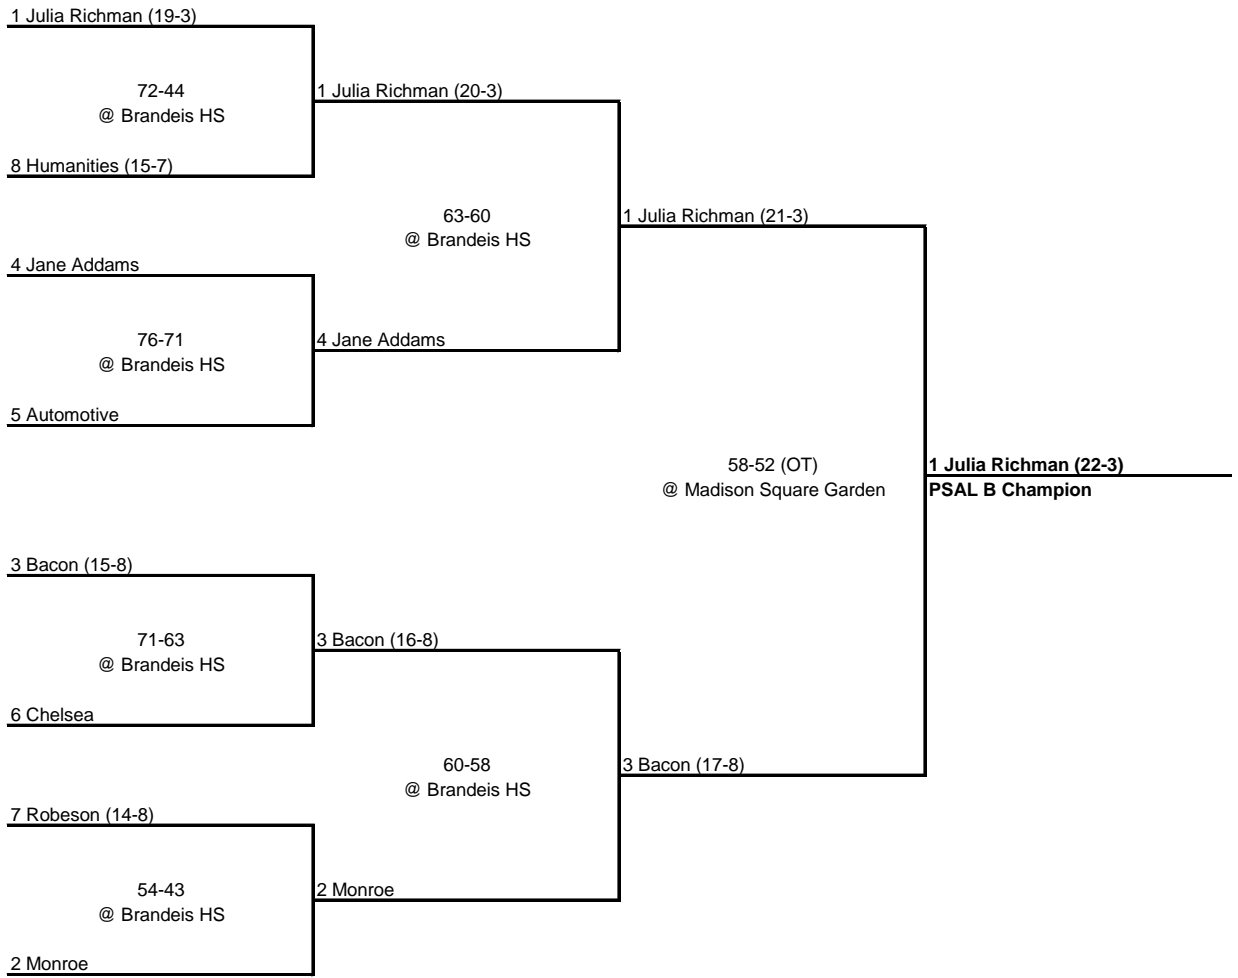 1 Julia Richman (19-3)
72-44
@ Brandeis HS
1 Julia Richman (20-3)
8 Humanities (15-7)
63-60
@ Brandeis HS
1 Julia Richman (21-3)
4 Jane Addams
76-71
@ Brandeis HS
4 Jane Addams
5 Automotive
58-52 (OT)
@ Madison Square Garden
1 Julia Richman (22-3)
PSAL B Champion
3 Bacon (15-8)
71-63
@ Brandeis HS
3 Bacon (16-8)
6 Chelsea
60-58
@ Brandeis HS
3 Bacon (17-8)
7 Robeson (14-8)
54-43
@ Brandeis HS
2 Monroe
2 Monroe